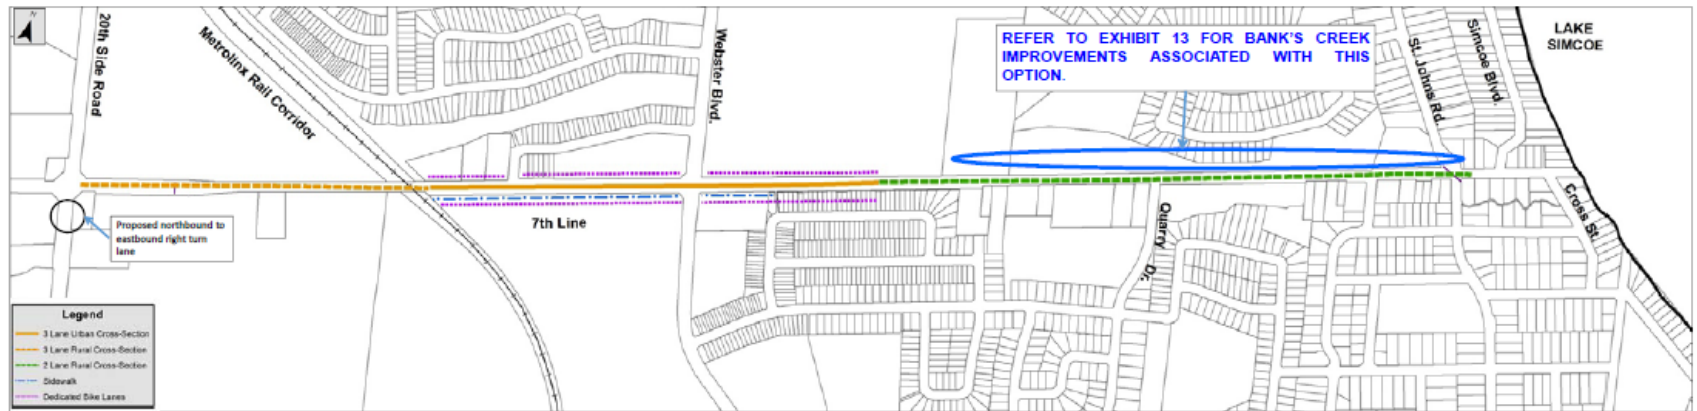 N
20th Side Road
Metrolinx Rail Corridor
Webster Blvd.
REFER TO EXHIBIT 13 FOR BANK'S CREEK
IMPROVEMENTS ASSOCIATED WITH THIS
OPTION.
St. Johns Rd.
Simcoe Blvd.
LAKE
SIMCOE
Proposed northbound to
eastbound right turn
lane
7th Line
Quary Dr.
Cross St.
Legend
3 Lane Urban Cross-Section
3 Lane Rural Cross-Section
2 Lane Rural Cross-Section
Sidewalk
Dedicated Bike Lanes